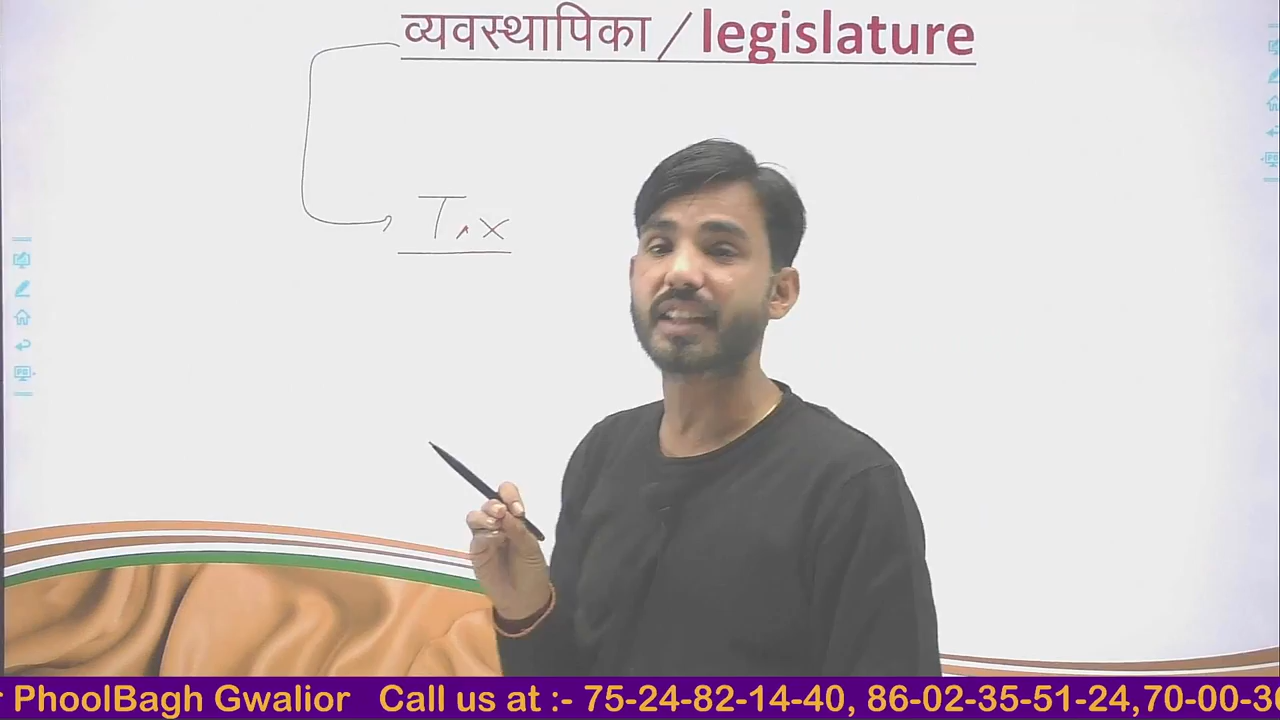 व्यवस्थापिका / legislature
Tax
PhoolBagh Gwalior Call us at :- 75-24-82-14-40, 86-02-35-51-24,70-00-36